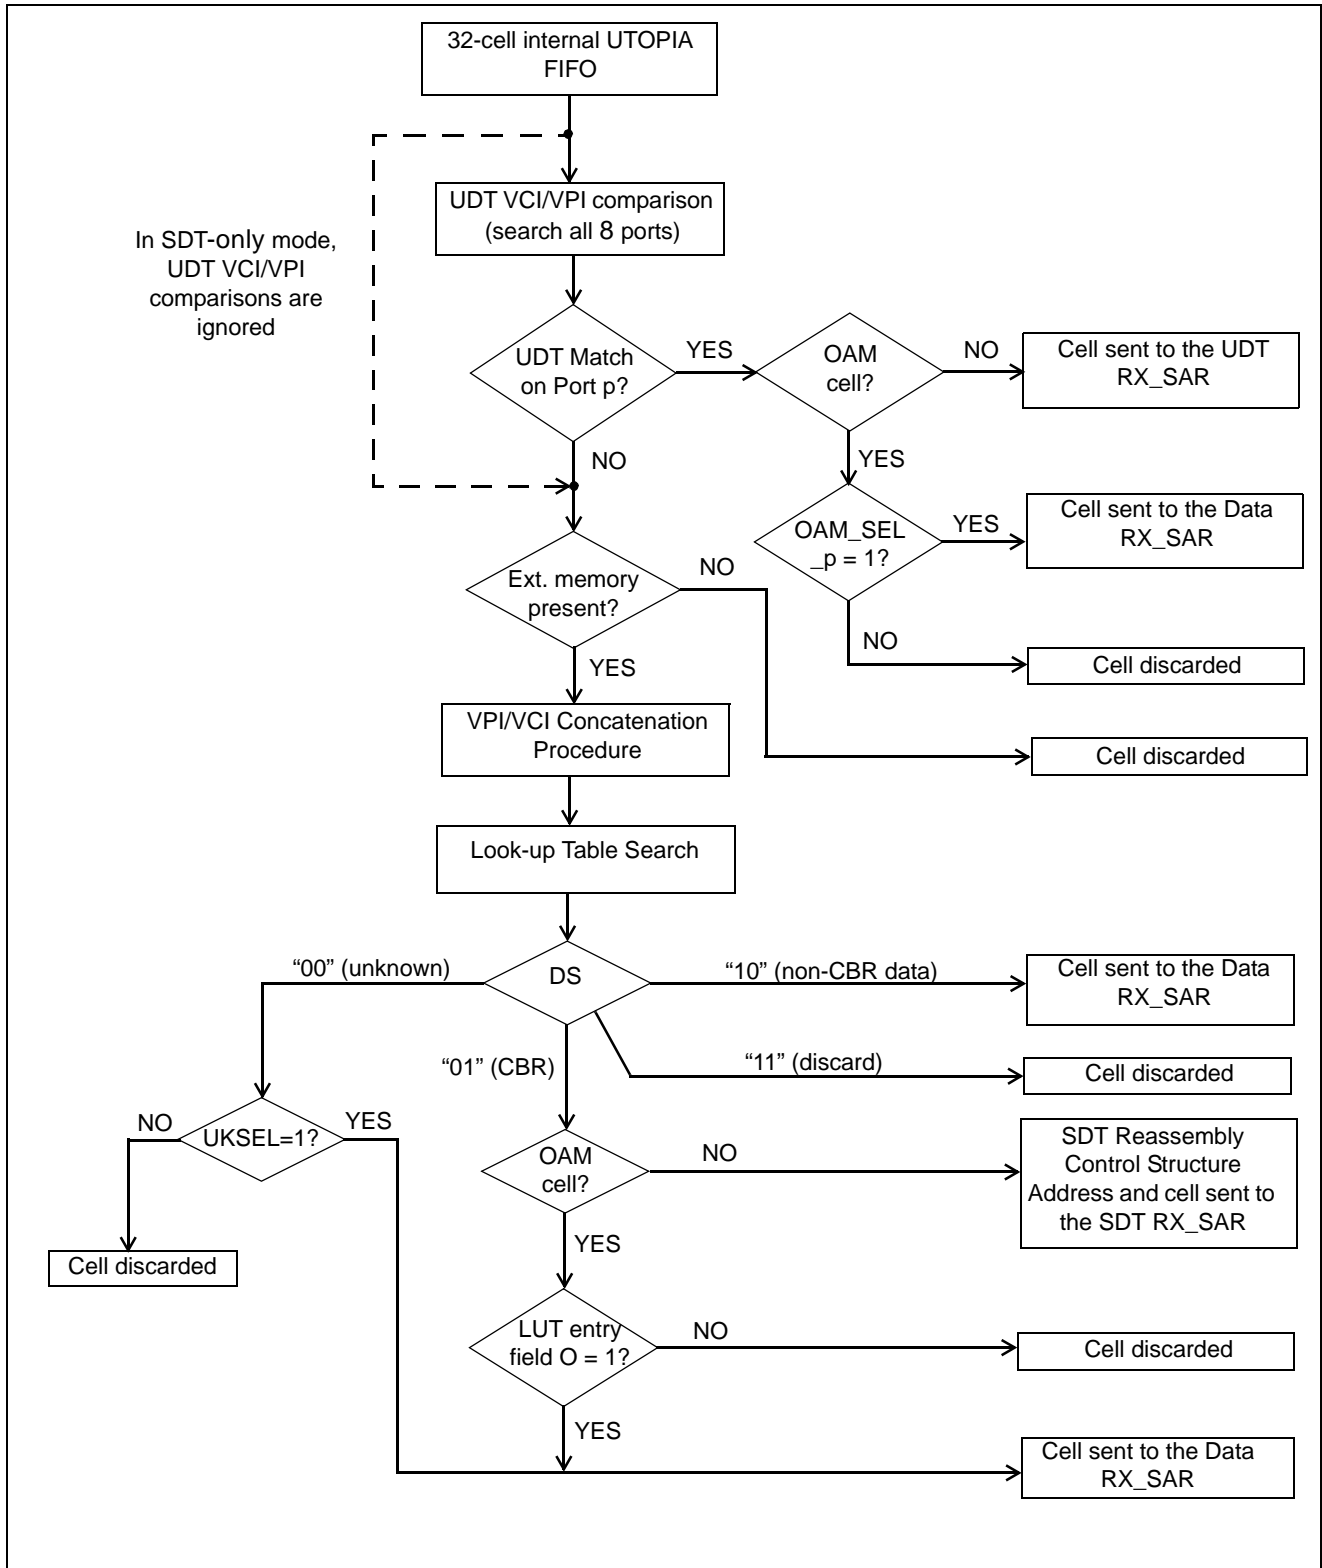 32-cell internal UTOPIA
FIFO
UDT VCI/VPI comparison
(search all 8 ports)
In SDT-only mode,
UDT VCI/VPI
comparisons are
ignored
UDT Match
on Port p?
YES
OAM
cell?
NO
Cell sent to the UDT
RX_SAR
NO
YES
OAM_SEL
_p = 1?
YES
Cell sent to the Data
RX_SAR
Ext. memory
present?
NO
NO
Cell discarded
YES
VPI/VCI Concatenation
Procedure
Cell discarded
Look-up Table Search
“00” (unknown)
DS
“10” (non-CBR data)
Cell sent to the Data
RX_SAR
“01” (CBR)
“11” (discard)
Cell discarded
NO
UKSEL=1?
YES
OAM
cell?
NO
SDT Reassembly
Control Structure
Address and cell sent to
the SDT RX_SAR
YES
Cell discarded
LUT entry
field O = 1?
NO
Cell discarded
YES
Cell sent to the Data
RX_SAR